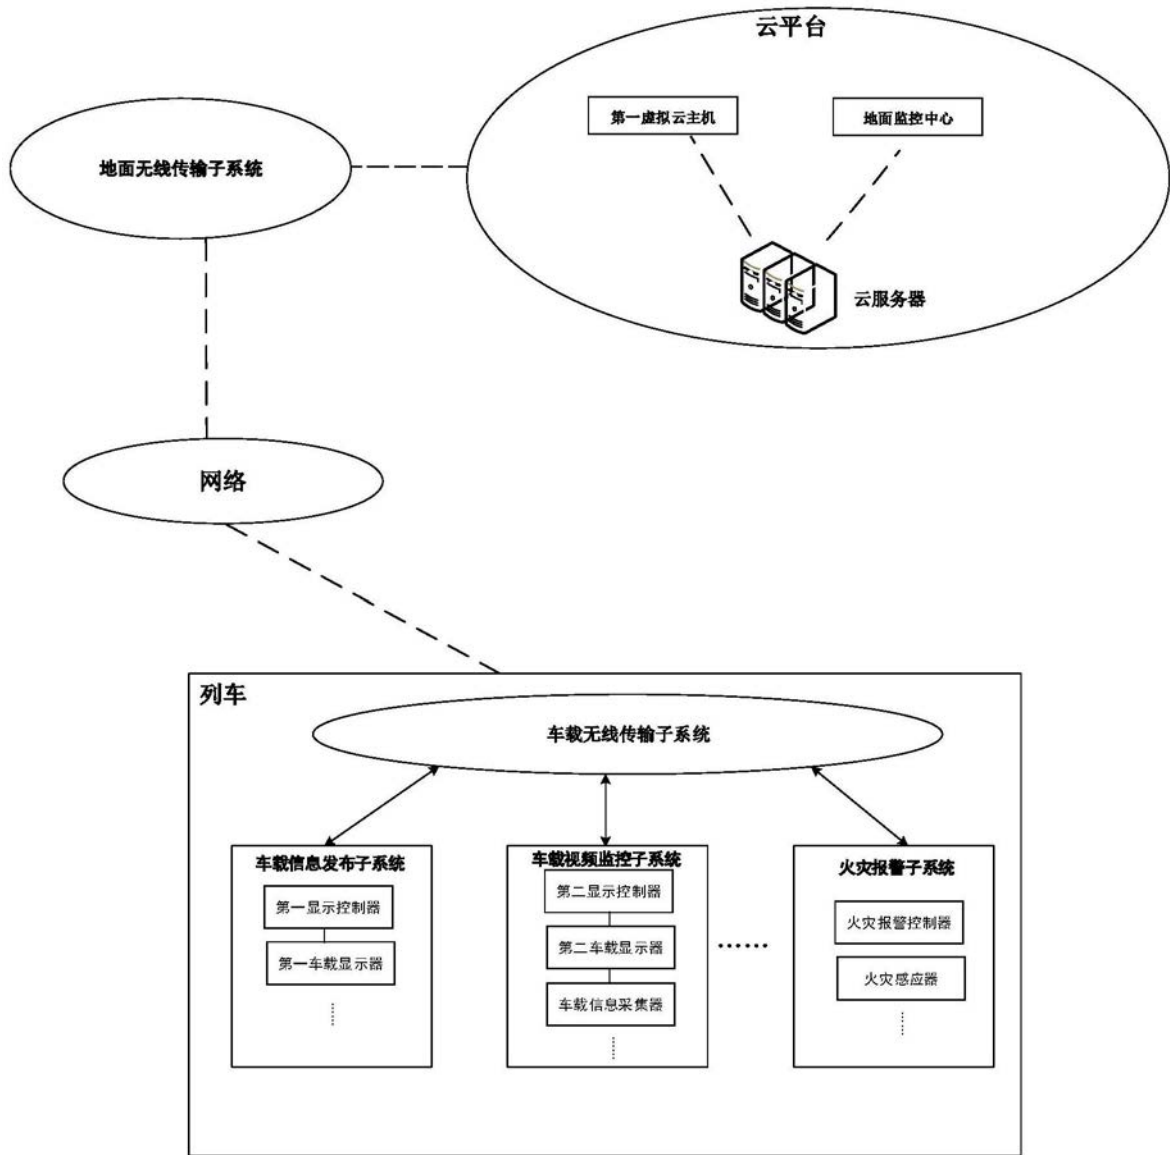 云平台
第一虚拟云主机
地面监控中心
地面无线传输子系统
云服务器
网络
列车
车载无线传输子系统
车载信息发布子系统
第一显示控制器
第一车载显示器
车载视频监控子系统
第二显示控制器
第二车载显示器
车载信息采集器
……
火灾报警子系统
火灾报警控制器
火灾感应器